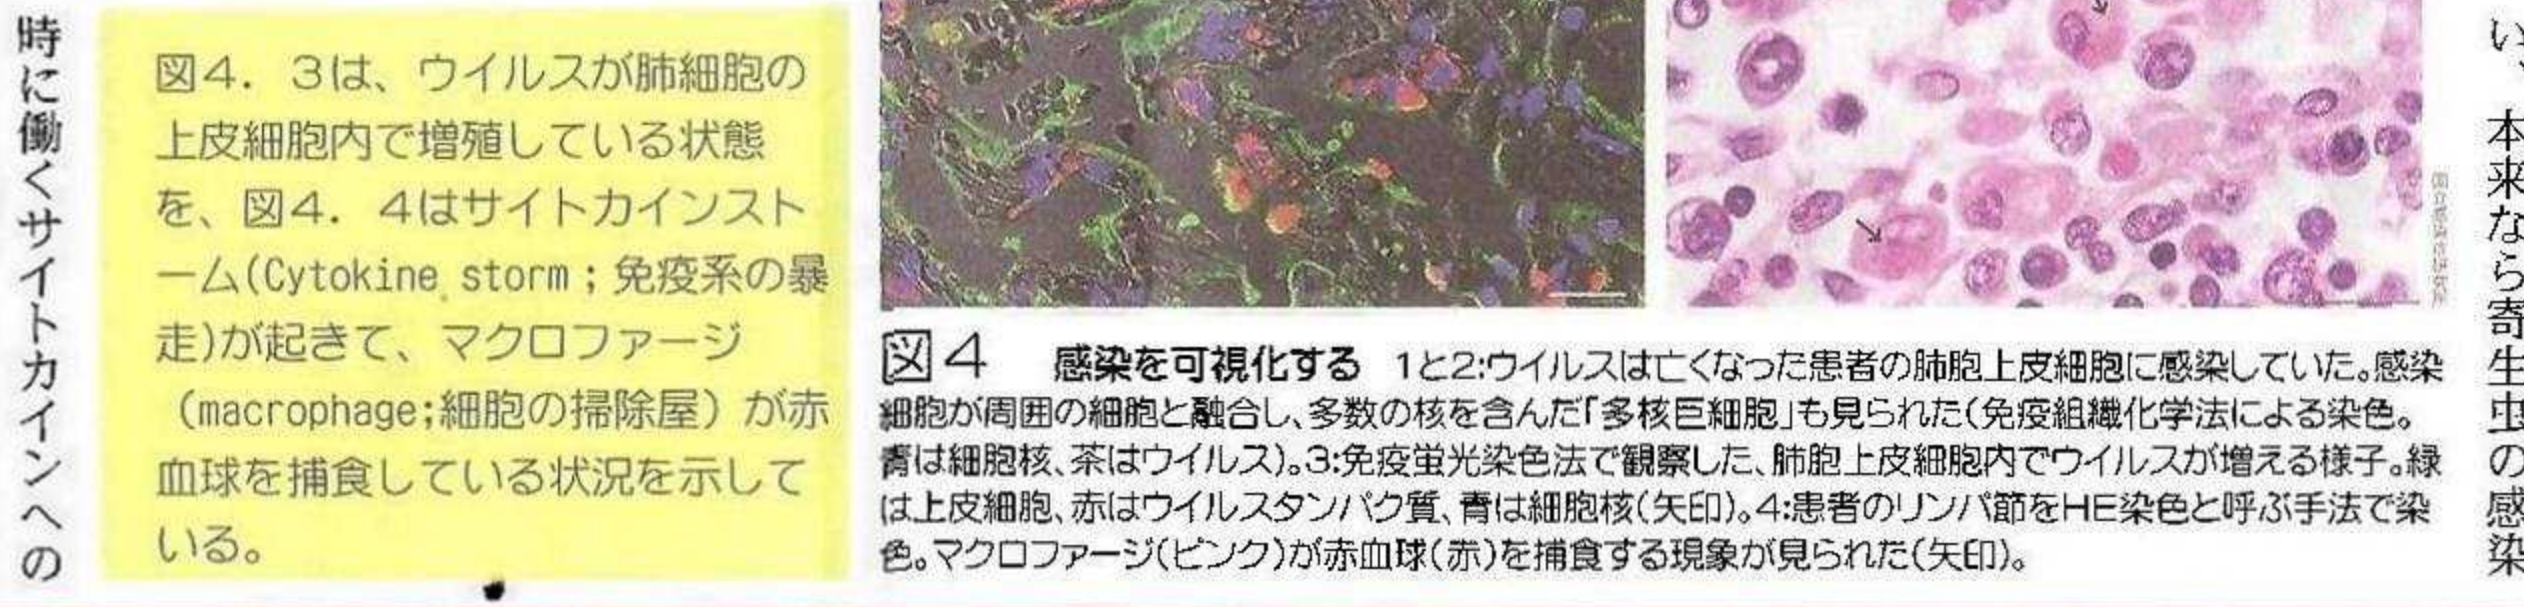 い、本来なら寄生虫の感染
時に働くサイトカインへの
図4．3は、ウイルスが肺細胞の
上皮細胞内で増殖している状態
を、図4．4はサイトカインスト
ーム(Cytokine storm；免疫系の暴
走)が起きて、マクロファージ
（macrophage;細胞の掃除屋）が赤
血球を捕食している状況を示して
いる。
図4 感染を可視化する 1と2:ウイルスは亡くなった患者の肺胞上皮細胞に感染していた。感染
細胞が周囲の細胞と融合し、多数の核を含んだ「多核巨細胞」も見られた(免疫組織化学法による染色。
青は細胞核、茶はウイルス)。3:免疫蛍光染色法で観察した、肺胞上皮細胞内でウイルスが増える様子。緑
は上皮細胞、赤はウイルスタンパク質、青は細胞核(矢印)。4:患者のリンパ節をHE染色と呼ぶ手法で染
色。マクロファージ(ピンク)が赤血球(赤)を捕食する現象が見られた(矢印)。
国立感染症研究所